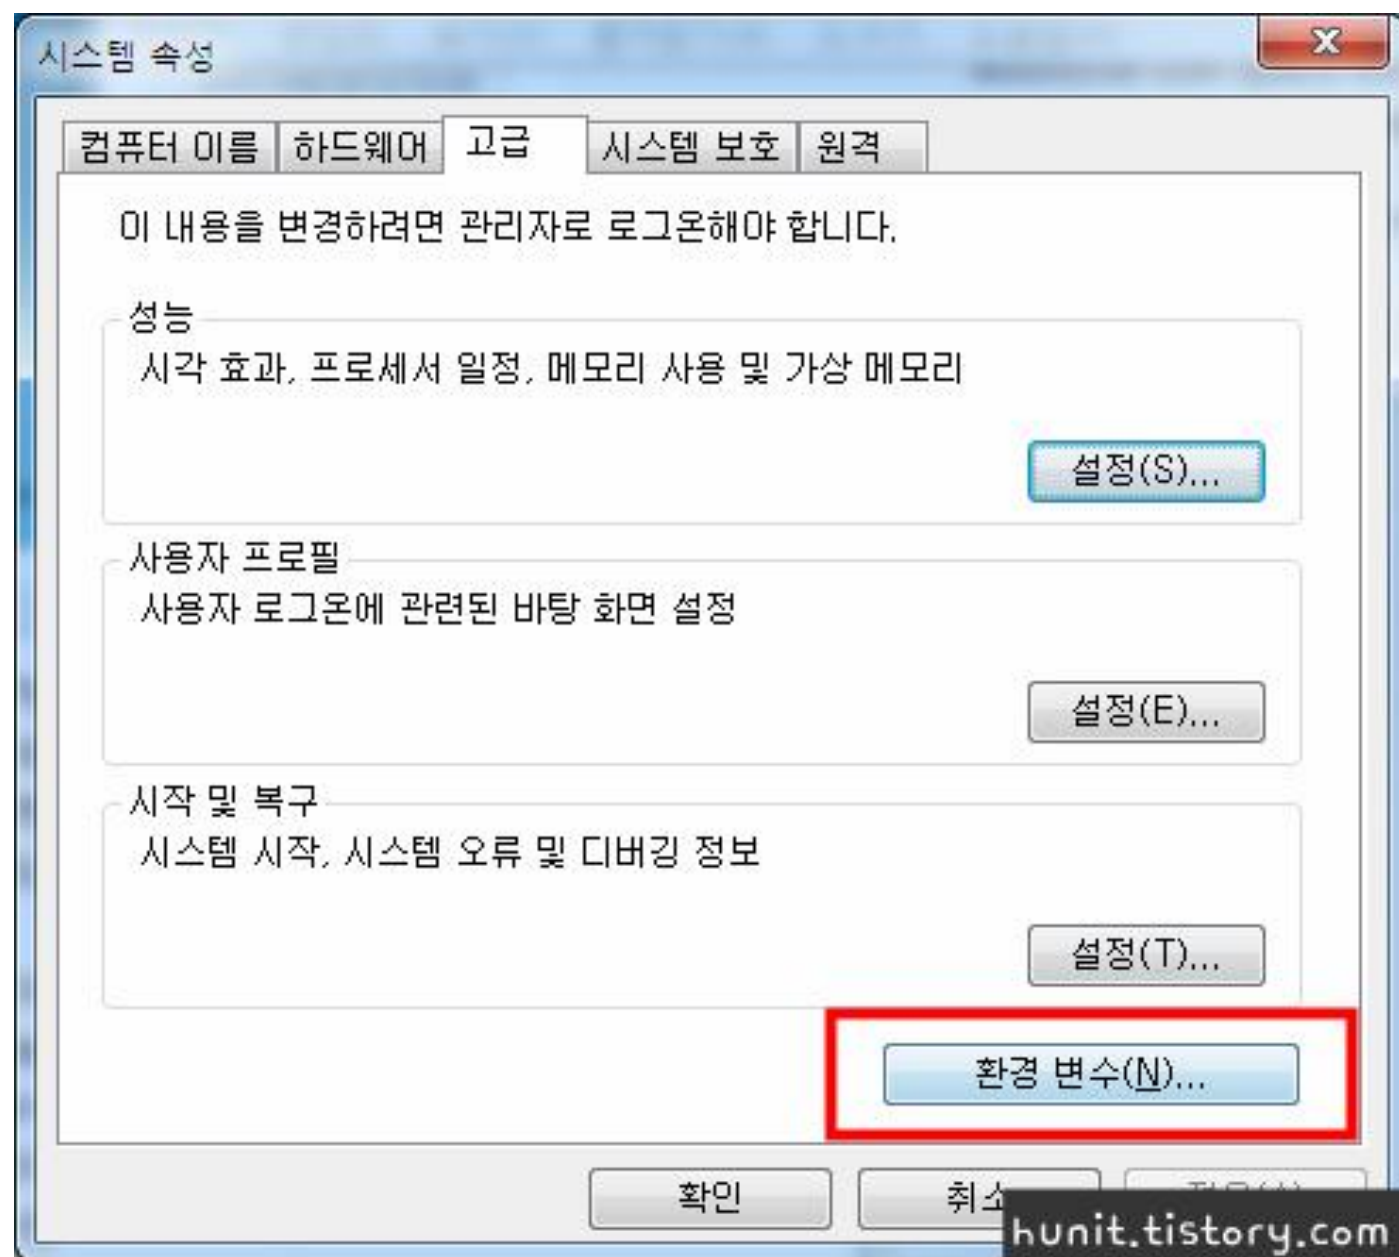 시스템 속성
컴퓨터 이름 하드웨어 고급 시스템 보호 원격
이 내용을 변경하려면 관리자로 로그온해야 합니다.
성능
시각 효과, 프로세서 일정, 메모리 사용 및 가상 메모리
설정(S)...
사용자 프로필
사용자 로그온에 관련된 바탕 화면 설정
설정(E)...
시작 및 복구
시스템 시작, 시스템 오류 및 디버깅 정보
설정(T)...
환경 변수(N)...
확인 취소
hunit.tistory.com